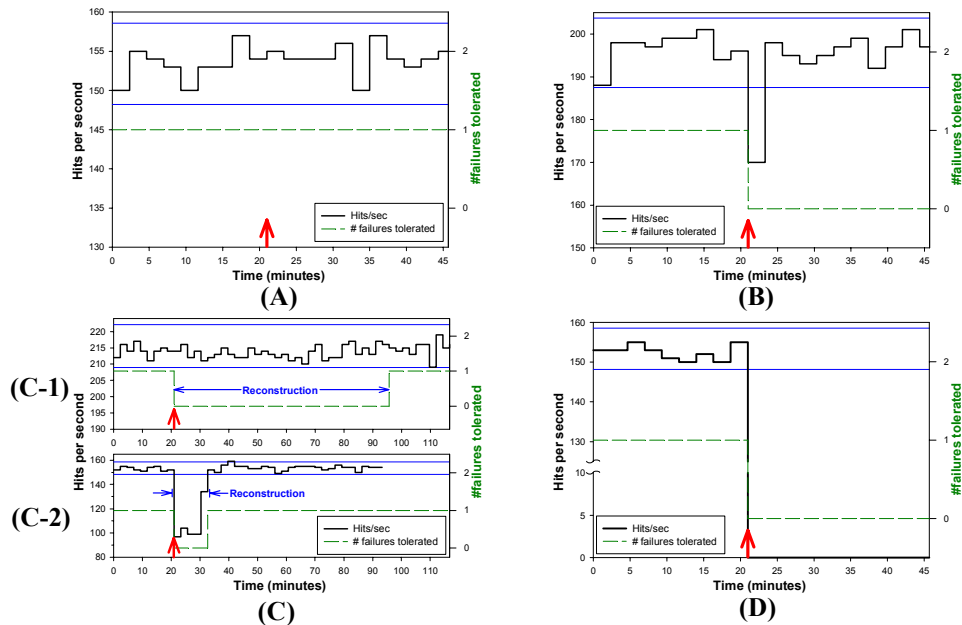 160
155
150
145
140
135
130
Hits per second
2
1
0
#failures tolerated
Hits/sec
# failures tolerated
0 5 10 15 20 25 30 35 40 45
Time (minutes)
(A)
200
190
180
170
160
150
Hits per second
2
1
0
#failures tolerated
Hits/sec
# failures tolerated
0 5 10 15 20 25 30 35 40 45
Time (minutes)
(B)
(C-1)
220
215
210
205
200
195
190
Hits per second
2
1
0
#failures tolerated
Reconstruction
0 10 20 30 40 50 60 70 80 90 100 110
(C-2)
160
140
120
100
80
2
1
0
Reconstruction
Hits/sec
# failures tolerated
0 10 20 30 40 50 60 70 80 90 100 110
Time (minutes)
(C)
160
150
140
130
10
5
0
Hits per second
2
1
0
#failures tolerated
Hits/sec
# failures tolerated
0 5 10 15 20 25 30 35 40 45
Time (minutes)
(D)